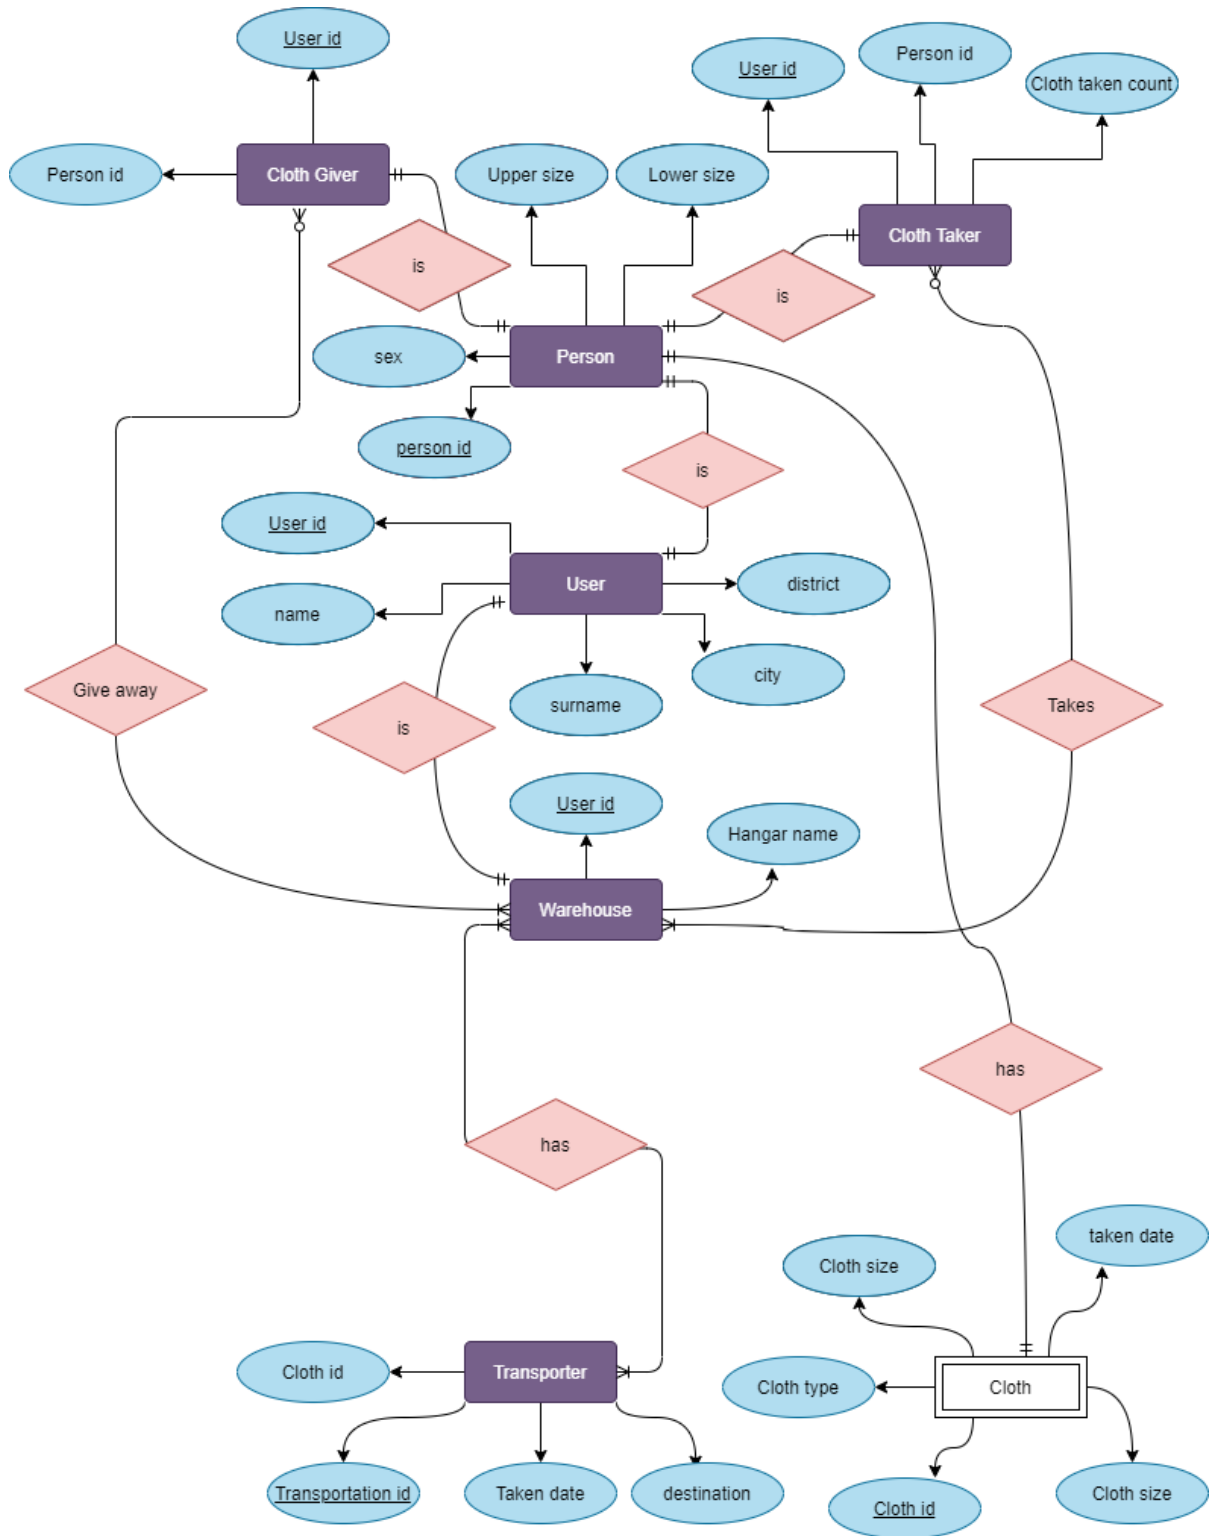 User id
User id
Person id
Cloth taken count
Person id
Cloth Giver
Upper size
Lower size
Cloth Taker
is
is
sex
Person
person id
is
User id
User
district
name
city
surname
Give away
is
Takes
User id
Hangar name
Warehouse
has
has
taken date
Cloth size
Cloth id
Transporter
Cloth type
Cloth
Transportation id
Taken date
destination
Cloth id
Cloth size